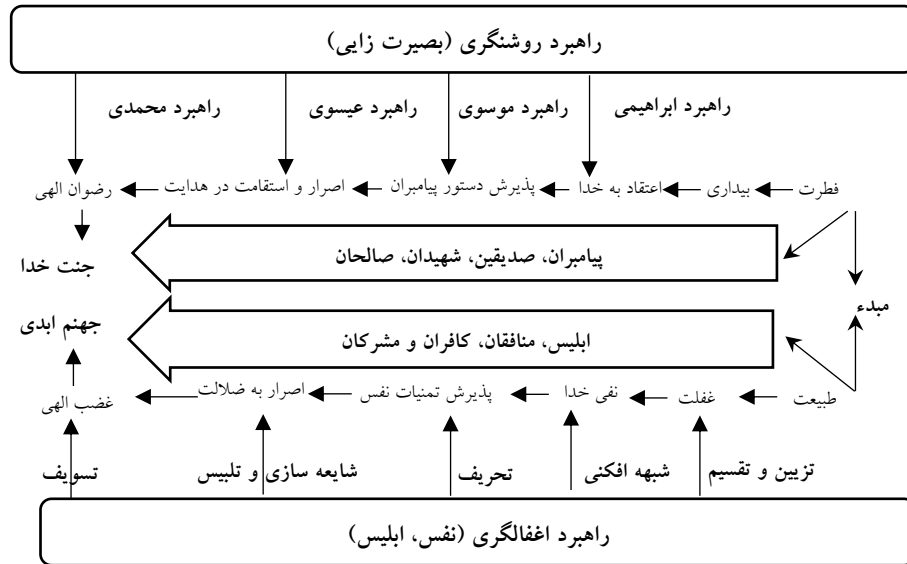 راهبرد روشنگری (بصیرت زایی)
راهبرد ابراهیمی راهبرد موسوی راهبرد عیسوی راهبرد محمدی
فطرت بیداری اعتقاد به خدا پذیرش دستور پیامبران اصرار و استقامت در هدایت رضوان الهی
پیامبران، صدیقین، شهیدان، صالحان
جنت خدا
مبدء
جهنم ابدی
ابلیس، منافقان، کافران و مشرکان
طبیعت غفلت نفی خدا پذیرش تمنیات نفس اصرار به ضلالت غضب الهی
تزیین و تقسیم شبهه افکنی تحریف شایعه سازی و تلبیس تسویف
راهبرد اغفالگری (نفس، ابلیس)